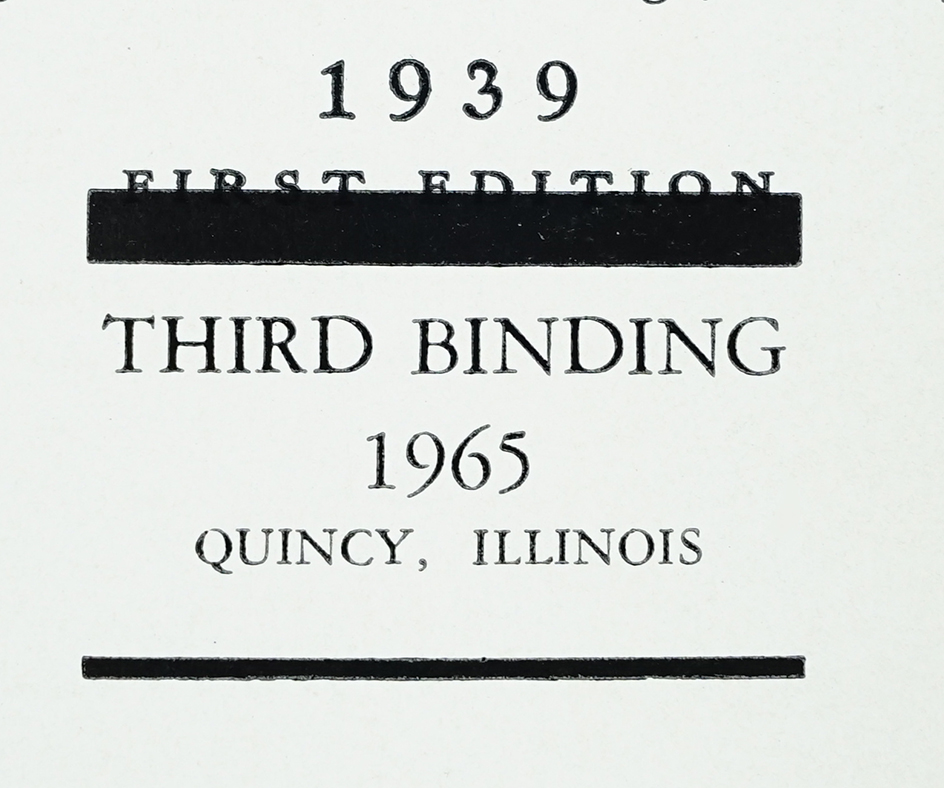 1939
FIRST EDITION
THIRD BINDING
1965
QUINCY, ILLINOIS